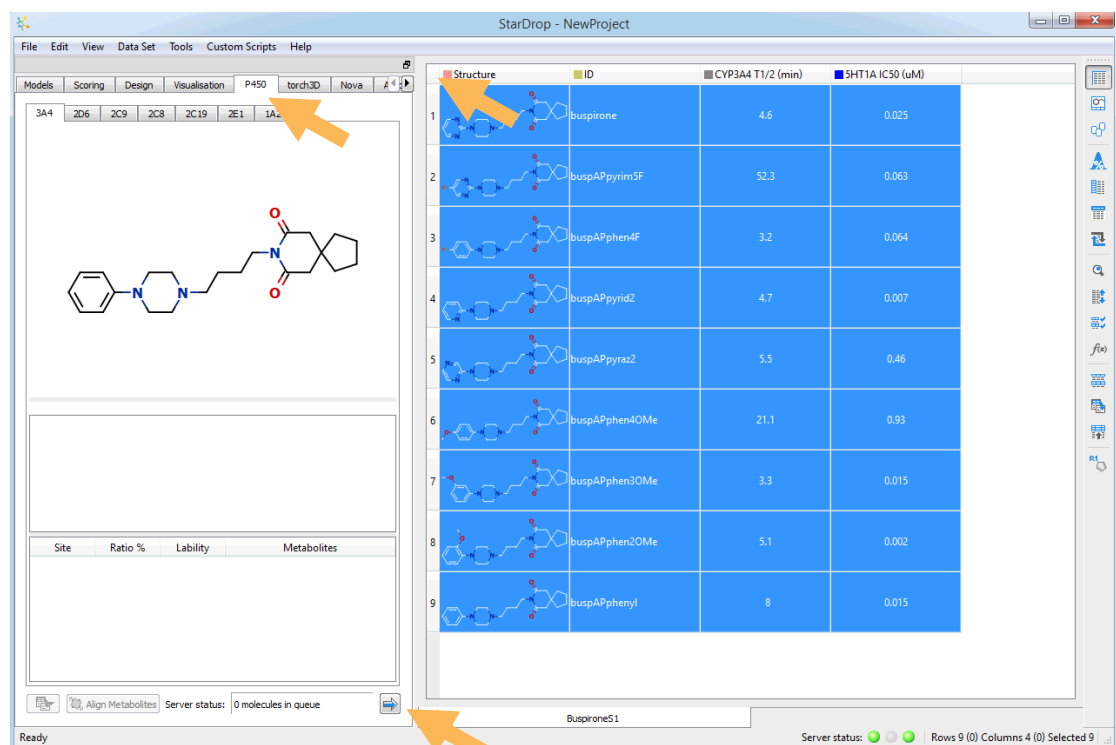 StarDrop - NewProject
File Edit View Data Set Tools Custom Scripts Help
Models Scoring Design Visualisation P450 torch3D Nova
3A4 2D6 2C9 2C8 2C19 2E1
N N N O O
Structure ID CYP3A4 T1/2 (min) 5HT1A IC50 (uM)
1 buspirone 4.6 0.025
2 buspAPpyrim5F 52.3 0.063
3 buspAPphen4F 3.2 0.064
4 buspAPpyrid2 4.7 0.007
5 buspAPpyraz2 5.5 0.46
6 buspAPphen4OMe 21.1 0.93
7 buspAPphen3OMe 3.3 0.015
8 buspAPphen2OMe 5.1 0.002
9 buspAPphenyl 8 0.015
f(x)
R1
Site Ratio % Lability Metabolites
Align Metabolites Server status: 0 molecules in queue
BuspironeS1
Ready Server status: Rows 9 (0) Columns 4 (0) Selected 9